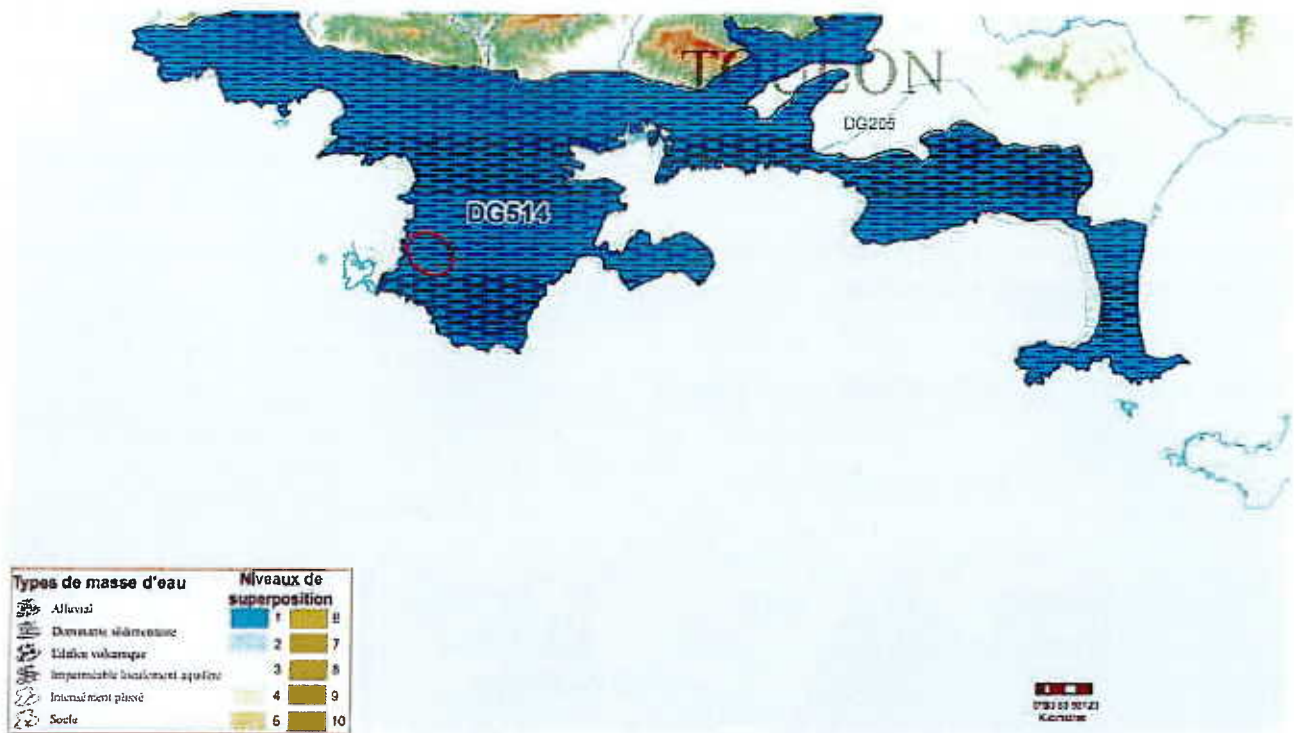 TOULON
DG205
DG514
Types de masse d'eau
Niveaux de superposition
Alluvial
Dominante sédimentaire
Edifice volcanique
Imperméable localement aquifère
Intensément plissé
Socle
1 6
2 7
3 8
4 9
5 10